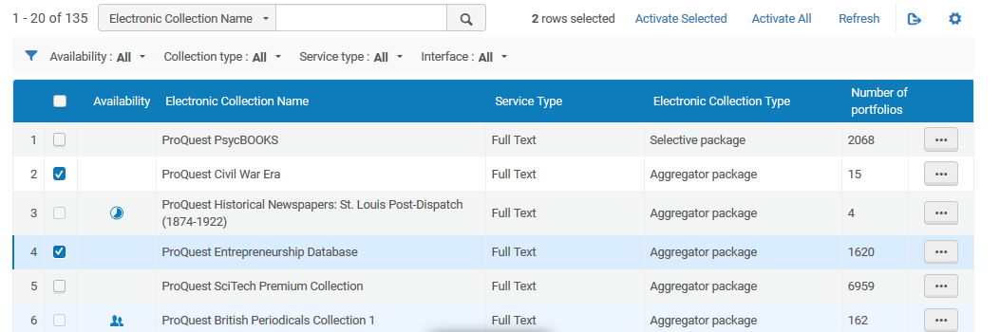 1 - 20 of 135 Electronic Collection Name 2 rows selected Activate Selected Activate All Refresh
Availability : All Collection type : All Service type : All Interface : All
Availability Electronic Collection Name Service Type Electronic Collection Type Number of portfolios
1 ProQuest PsycBOOKS Full Text Selective package 2068
2 ProQuest Civil War Era Full Text Aggregator package 15
3 ProQuest Historical Newspapers: St. Louis Post-Dispatch (1874-1922) Full Text Aggregator package 4
4 ProQuest Entrepreneurship Database Full Text Aggregator package 1620
5 ProQuest SciTech Premium Collection Full Text Aggregator package 6959
6 ProQuest British Periodicals Collection 1 Full Text Aggregator package 162